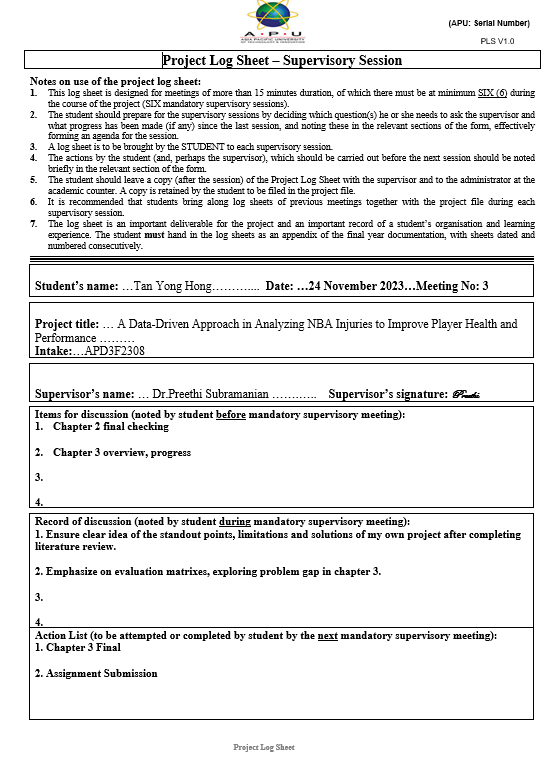 A · P · U
ASIA PACIFIC UNIVERSITY
OF TECHNOLOGY & INNOVATION
(APU: Serial Number)
PLS V1.0
Project Log Sheet – Supervisory Session
Notes on use of the project log sheet:
1. This log sheet is designed for meetings of more than 15 minutes duration, of which there must be at minimum SIX (6) during
the course of the project (SIX mandatory supervisory sessions).
2. The student should prepare for the supervisory sessions by deciding which question(s) he or she needs to ask the supervisor and
what progress has been made (if any) since the last session, and noting these in the relevant sections of the form, effectively
forming an agenda for the session.
3. A log sheet is to be brought by the STUDENT to each supervisory session.
4. The actions by the student (and, perhaps the supervisor), which should be carried out before the next session should be noted
briefly in the relevant section of the form.
5. The student should leave a copy (after the session) of the Project Log Sheet with the supervisor and to the administrator at the
academic counter. A copy is retained by the student to be filed in the project file.
6. It is recommended that students bring along log sheets of previous meetings together with the project file during each
supervisory session.
7. The log sheet is an important deliverable for the project and an important record of a student's organisation and learning
experience. The student must hand in the log sheets as an appendix of the final year documentation, with sheets dated and
numbered consecutively.
Student's name: …Tan Yong Hong………….. Date: …24 November 2023…Meeting No: 3
Project title: … A Data-Driven Approach in Analyzing NBA Injuries to Improve Player Health and
Performance ………
Intake:…APD3F2308
Supervisor's name: … Dr.Preethi Subramanian ………… Supervisor's signature:
Items for discussion (noted by student before mandatory supervisory meeting):
1. Chapter 2 final checking
2. Chapter 3 overview, progress
3.
4.
Record of discussion (noted by student during mandatory supervisory meeting):
1. Ensure clear idea of the standout points, limitations and solutions of my own project after completing
literature review.
2. Emphasize on evaluation matrixes, exploring problem gap in chapter 3.
3.
4.
Action List (to be attempted or completed by student by the next mandatory supervisory meeting):
1. Chapter 3 Final
2. Assignment Submission
Project Log Sheet